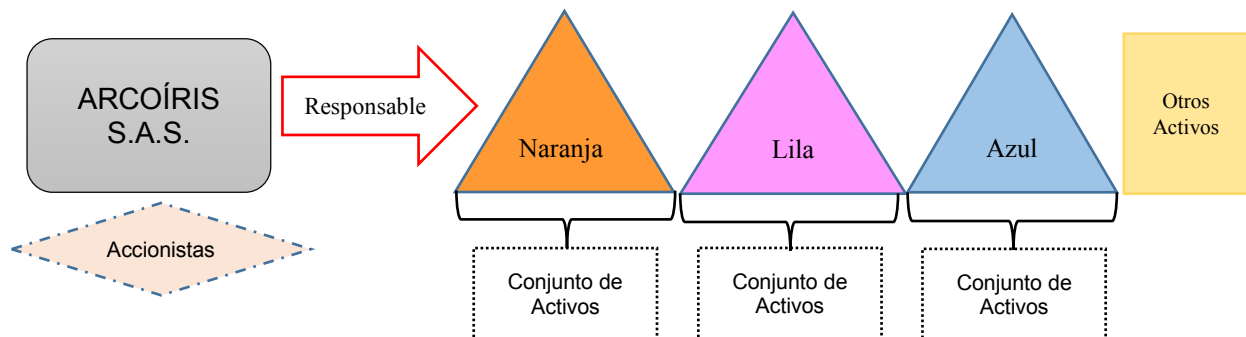 ARCOÍRIS
S.A.S.
Responsable
Naranja
Lila
Azul
Otros
Activos
Accionistas
Conjunto de
Activos
Conjunto de
Activos
Conjunto de
Activos